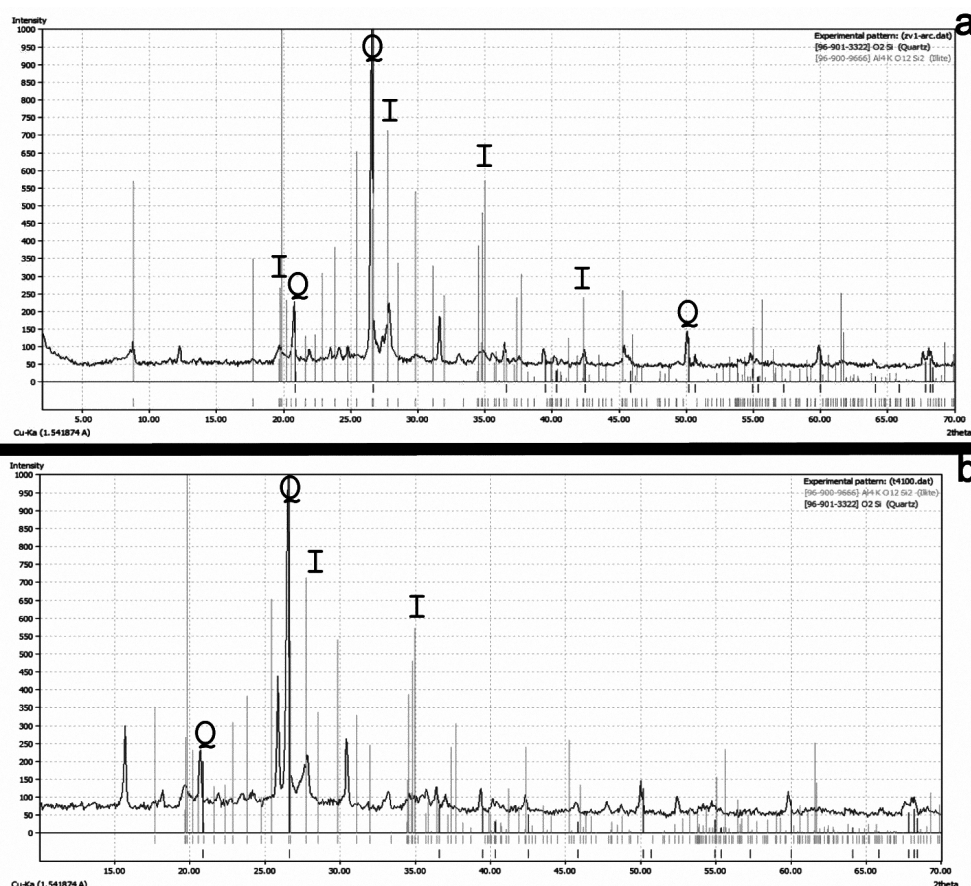 Intensity
a
1000
Experimental pattern: (zv1-arc.dat)
[96-901-3322] O2 Si (Quartz)
[96-900-9666] Al4 K O12 Si2 (Illite)
950
Q
900
850
800
I
750
700
650
I
600
550
500
450
400
350
I
I
300
Q
250
Q
200
150
100
50
0
10.00 15.00 20.00 25.00 30.00 35.00 40.00 45.00 50.00 55.00 60.00 65.00 70.00
Cu-Ka (1.541874 A)
2theta
Intensity
b
1000
Experimental pattern: (t4100.dat)
[96-900-9666] Al4 K O12 Si2 (Illite)
[96-901-3322] O2 Si (Quartz)
Q
950
900
850
800
I
750
700
650
I
600
550
500
450
400
350
300
Q
250
200
150
100
50
0
15.00 20.00 25.00 30.00 35.00 40.00 45.00 50.00 55.00 60.00 65.00 70.00
Cu-Ka (1.541874 A)
2theta